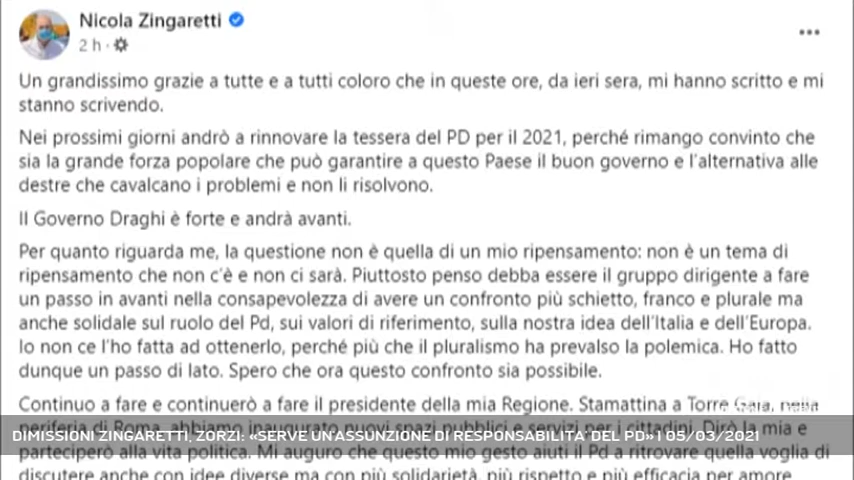 Nicola Zingaretti
2 h
Un grandissimo grazie a tutte e a tutti coloro che in queste ore, da ieri sera, mi hanno scritto e mi
stanno scrivendo.
Nei prossimi giorni andrò a rinnovare la tessera del PD per il 2021, perché rimango convinto che
sia la grande forza popolare che può garantire a questo Paese il buon governo e l'alternativa alle
destre che cavalcano i problemi e non li risolvono.
Il Governo Draghi è forte e andrà avanti.
Per quanto riguarda me, la questione non è quella di un mio ripensamento: non è un tema di
ripensamento che non c'è e non ci sarà. Piuttosto penso debba essere il gruppo dirigente a fare
un passo in avanti nella consapevolezza di avere un confronto più schietto, franco e plurale ma
anche solidale sul ruolo del Pd, sui valori di riferimento, sulla nostra idea dell'Italia e dell'Europa.
Io non ce l'ho fatta ad ottenerlo, perché più che il pluralismo ha prevalso la polemica. Ho fatto
dunque un passo di lato. Spero che ora questo confronto sia possibile.
Continuo a fare e continuerò a fare il presidente della mia Regione. Stamattina a Torre Gaia, nella
periferia di Roma, abbiamo inaugurato nuovi spazi pubblici e servizi per i cittadini. Dirò la mia e
DIMISSIONI ZINGARETTI, ZORZI: «SERVE UN'ASSUNZIONE DI RESPONSABILITA' DEL PD» | 05/03/2021
parteciperò alla vita politica. Mi auguro che questo mio gesto aiuti il Pd a ritrovare quella voglia di
discutere anche con idee diverse ma con più solidarietà, più rispetto e più efficacia per amore